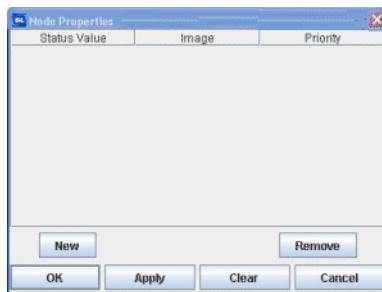 Node Properties
Status Value Image Priority
New Remove
OK Apply Clear Cancel